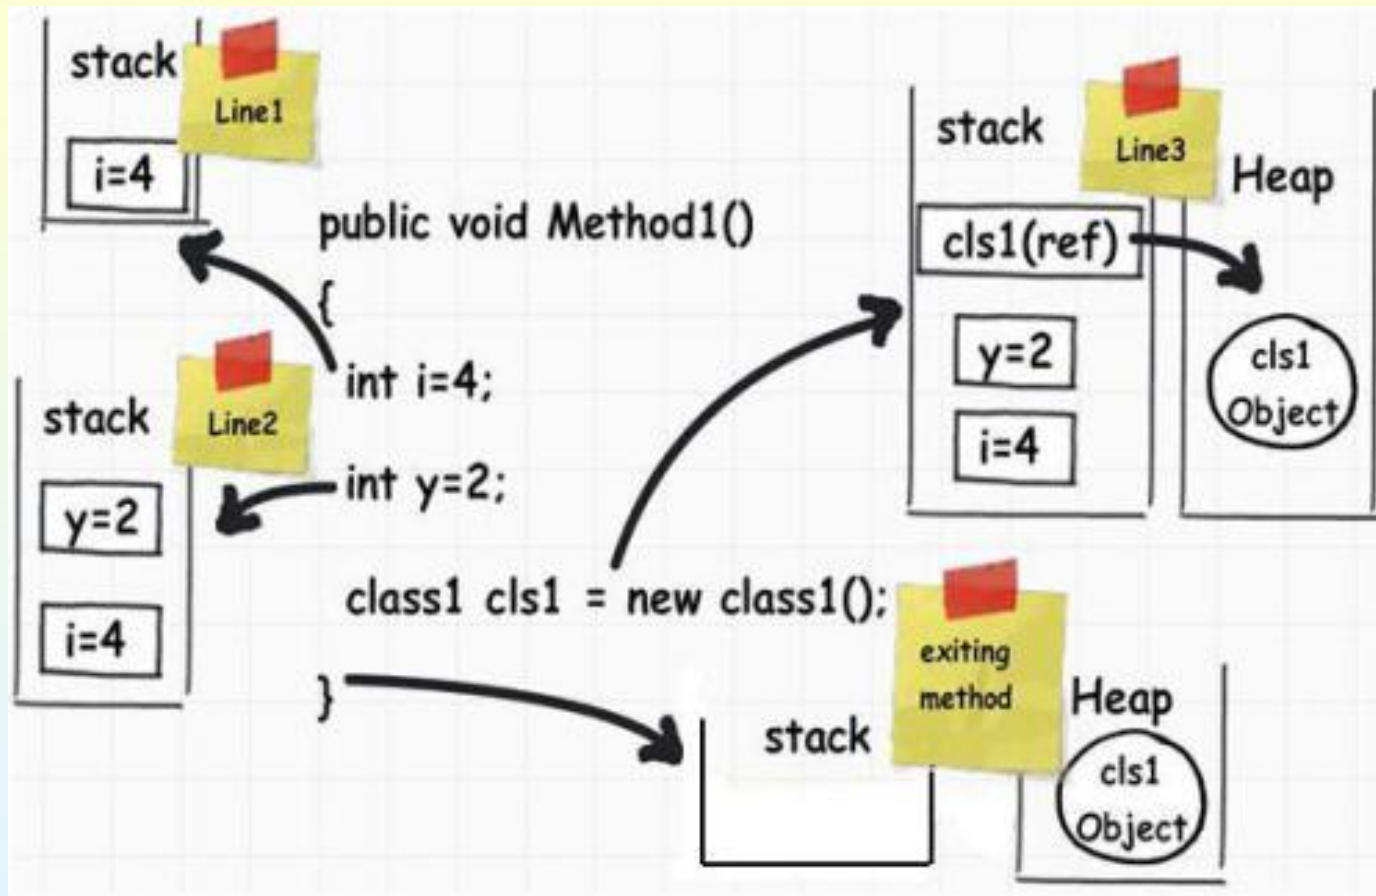 stack
Line1
i=4
public void Method1()
{
int i=4;
stack
Line2
int y=2;
y=2
i=4
class1 cls1 = new class1();
}
stack
Line3
Heap
cls1(ref)
y=2
i=4
cls1
Object
exiting
method
stack
Heap
cls1
Object